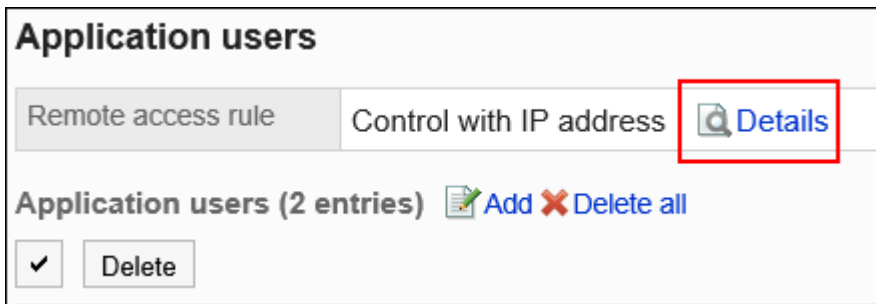 Application users
Remote access rule Control with IP address Details
Application users (2 entries) Add Delete all
Delete